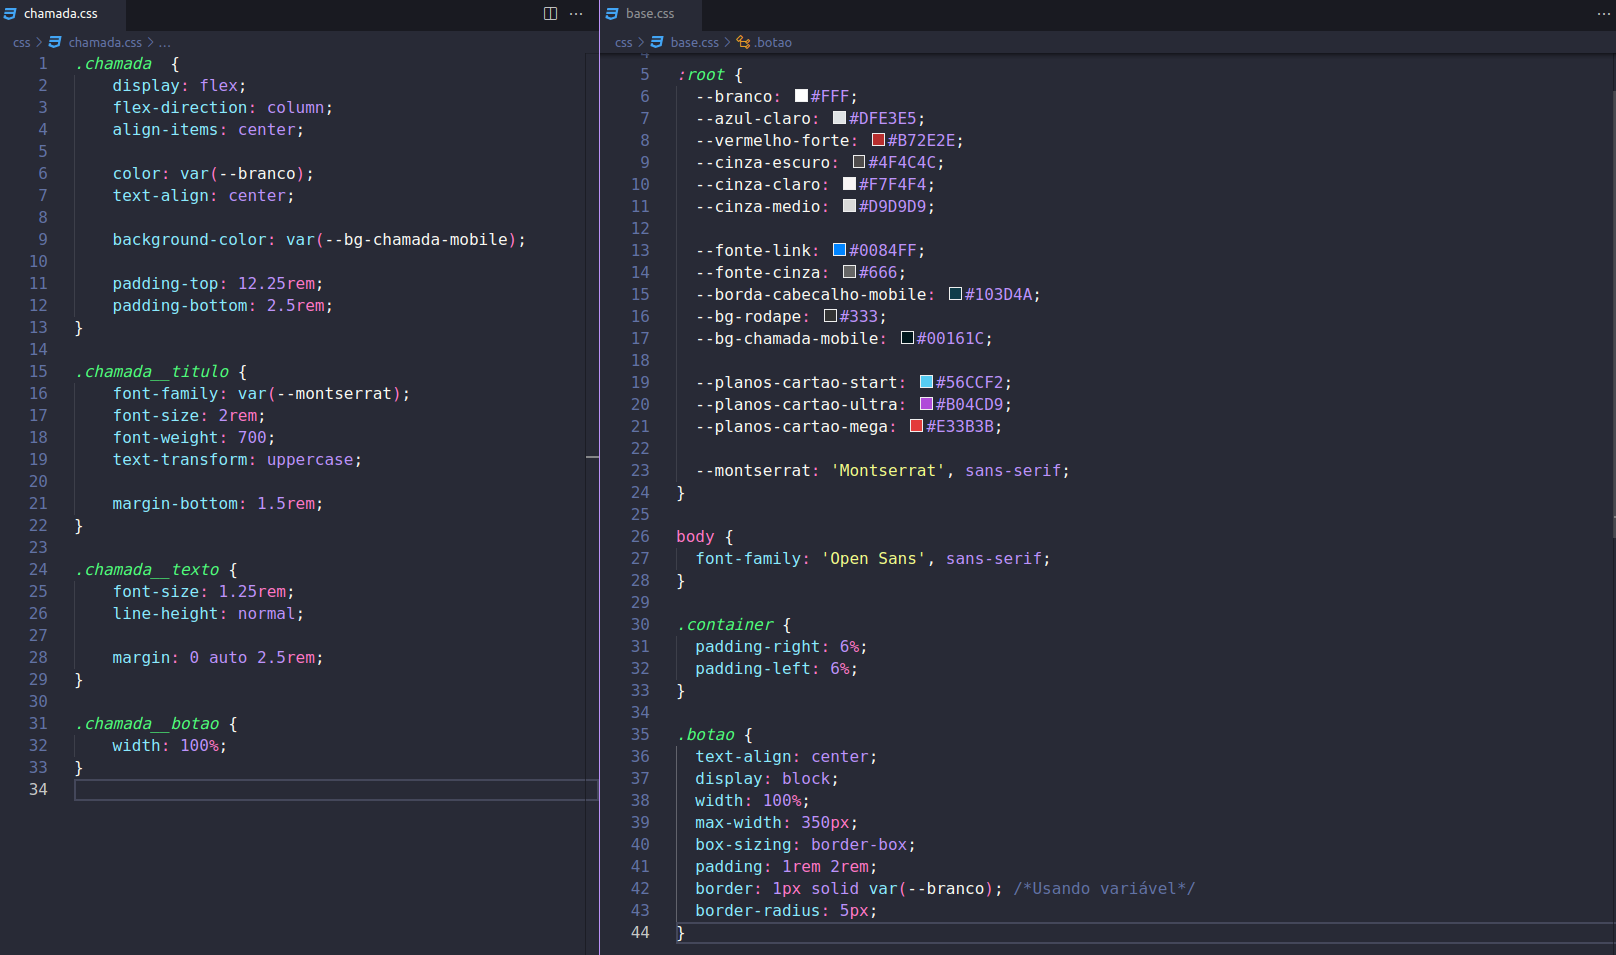 chamada.css
css > chamada.css > ...
1 .chamada  {
2     display: flex;
3     flex-direction: column;
4     align-items: center;
5
6     color: var(--branco);
7     text-align: center;
8
9     background-color: var(--bg-chamada-mobile);
10
11     padding-top: 12.25rem;
12     padding-bottom: 2.5rem;
13 }
14
15 .chamada__titulo {
16     font-family: var(--montserrat);
17     font-size: 2rem;
18     font-weight: 700;
19     text-transform: uppercase;
20
21     margin-bottom: 1.5rem;
22 }
23
24 .chamada__texto {
25     font-size: 1.25rem;
26     line-height: normal;
27
28     margin: 0 auto 2.5rem;
29 }
30
31 .chamada__botao {
32     width: 100%;
33 }
34
base.css
css > base.css > .botao
4
5 :root {
6   --branco: #FFF;
7   --azul-claro: #DFE3E5;
8   --vermelho-forte: #B72E2E;
9   --cinza-escuro: #4F4C4C;
10   --cinza-claro: #F7F4F4;
11   --cinza-medio: #D9D9D9;
12
13   --fonte-link: #0084FF;
14   --fonte-cinza: #666;
15   --borda-cabecalho-mobile: #103D4A;
16   --bg-rodape: #333;
17   --bg-chamada-mobile: #00161C;
18
19   --planos-cartao-start: #56CCF2;
20   --planos-cartao-ultra: #B04CD9;
21   --planos-cartao-mega: #E33B3B;
22
23   --montserrat: 'Montserrat', sans-serif;
24 }
25
26 body {
27   font-family: 'Open Sans', sans-serif;
28 }
29
30 .container {
31   padding-right: 6%;
32   padding-left: 6%;
33 }
34
35 .botao {
36   text-align: center;
37   display: block;
38   width: 100%;
39   max-width: 350px;
40   box-sizing: border-box;
41   padding: 1rem 2rem;
42   border: 1px solid var(--branco); /*Usando variável*/
43   border-radius: 5px;
44 }